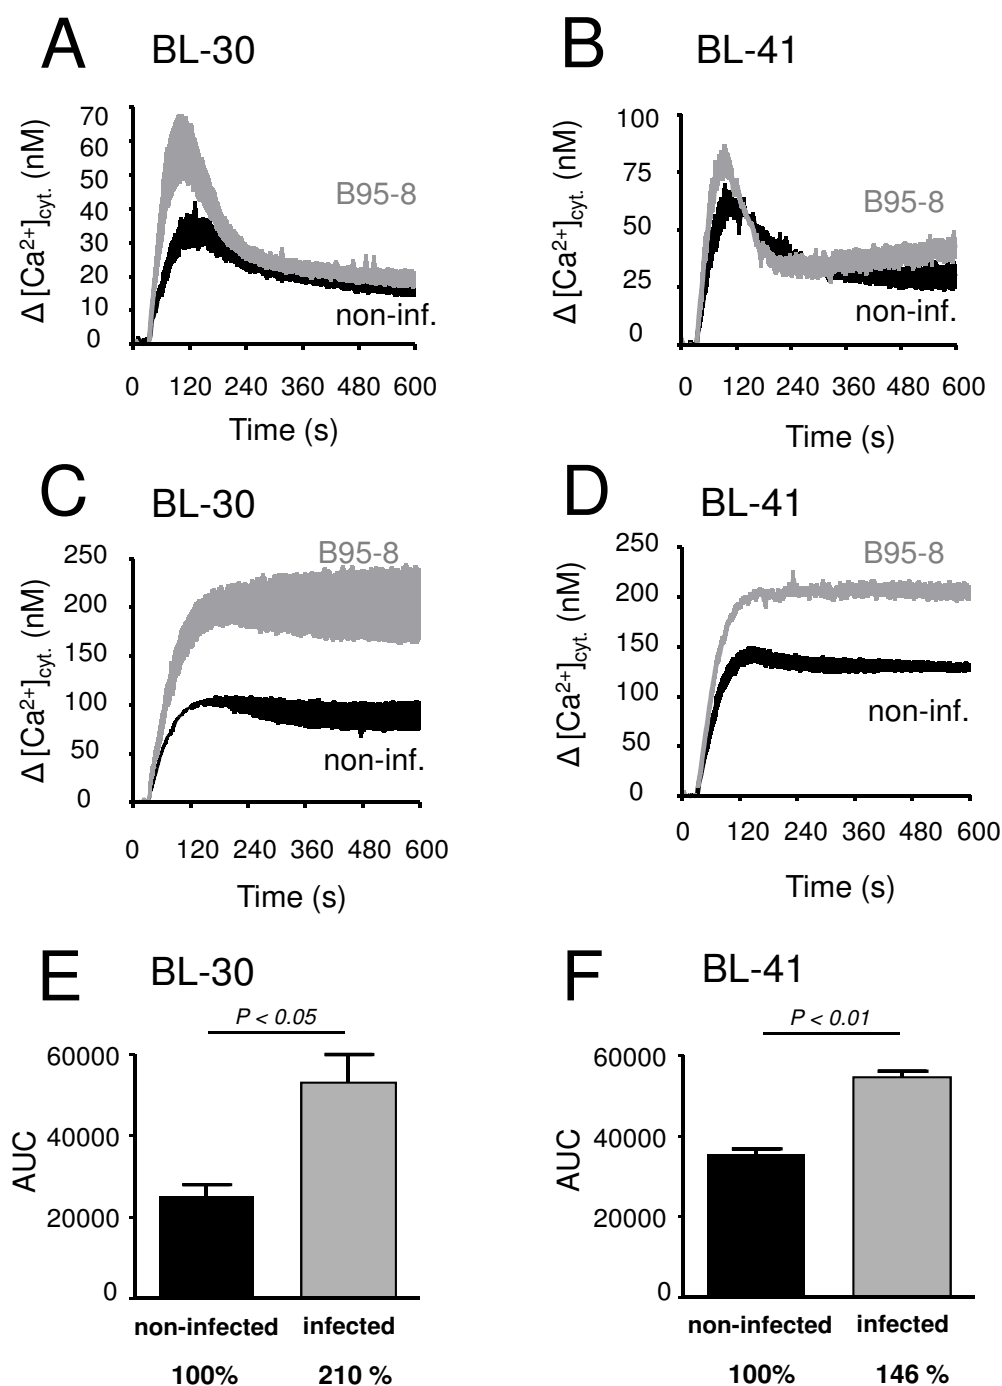 A BL-30
70
60
50
40
30
20
10
0
Δ [Ca2+]cyt. (nM)
B95-8
non-inf.
0 120 240 360 480 600
Time (s)
B BL-41
100
75
50
25
0
Δ [Ca2+]cyt. (nM)
B95-8
non-inf.
0 120 240 360 480 600
Time (s)
C BL-30
250
200
150
100
50
0
Δ [Ca2+]cyt. (nM)
B95-8
non-inf.
0 120 240 360 480 600
Time (s)
D BL-41
250
200
150
100
50
0
Δ [Ca2+]cyt. (nM)
B95-8
non-inf.
0 120 240 360 480 600
Time (s)
E BL-30
P < 0.05
60000
40000
20000
0
AUC
non-infected infected
100% 210 %
F BL-41
P < 0.01
60000
40000
20000
0
AUC
non-infected infected
100% 146 %